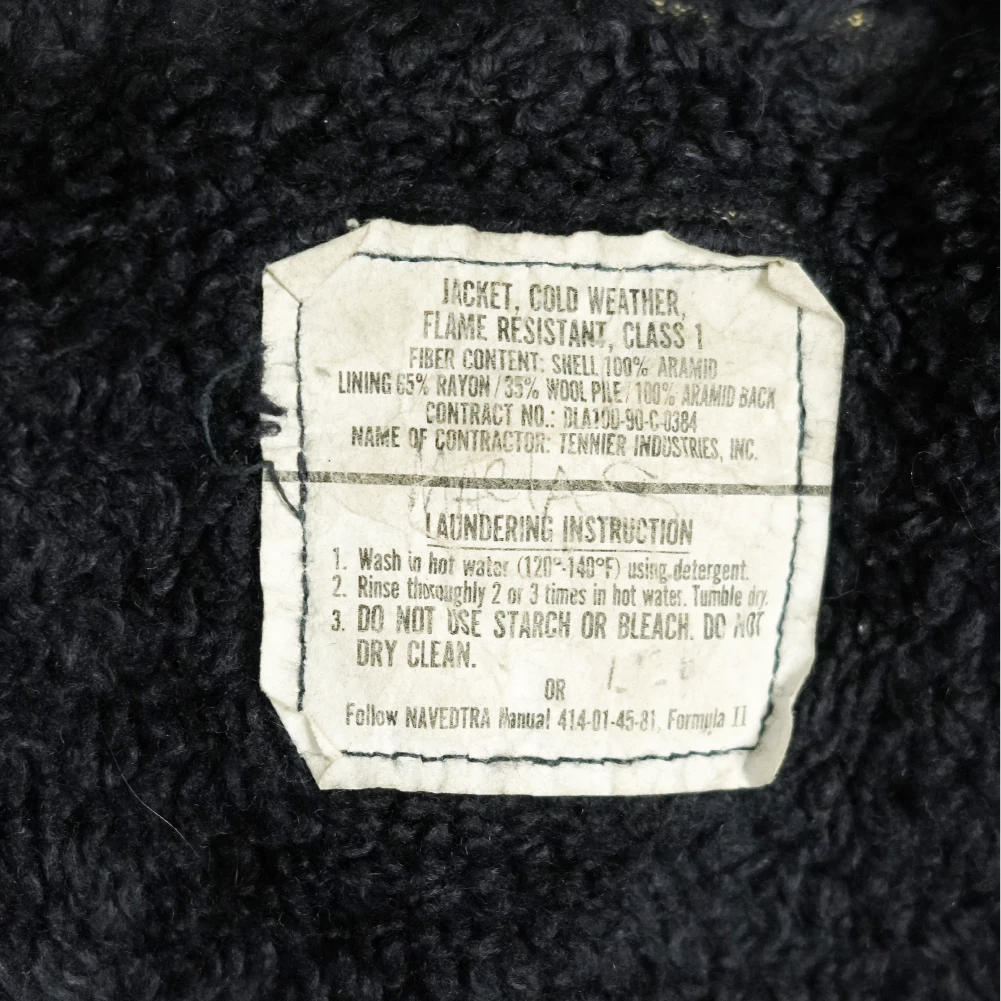 JACKET, COLD WEATHER,
FLAME RESISTANT, CLASS 1
FIBER CONTENT: SHELL 100% ARAMID
LINING 65% RAYON / 35% WOOL PILE / 100% ARAMID BACK
CONTRACT NO.: DLA100-90-C-0384
NAME OF CONTRACTOR: TENNIER INDUSTRIES, INC.
LAUNDERING INSTRUCTION
1. Wash in hot water (120°-140°F) using detergent.
2. Rinse thoroughly 2 or 3 times in hot water. Tumble dry.
3. DO NOT USE STARCH OR BLEACH. DO NOT
DRY CLEAN.
OR
Follow NAVEDTRA Manual 414-01-45-81, Formula II